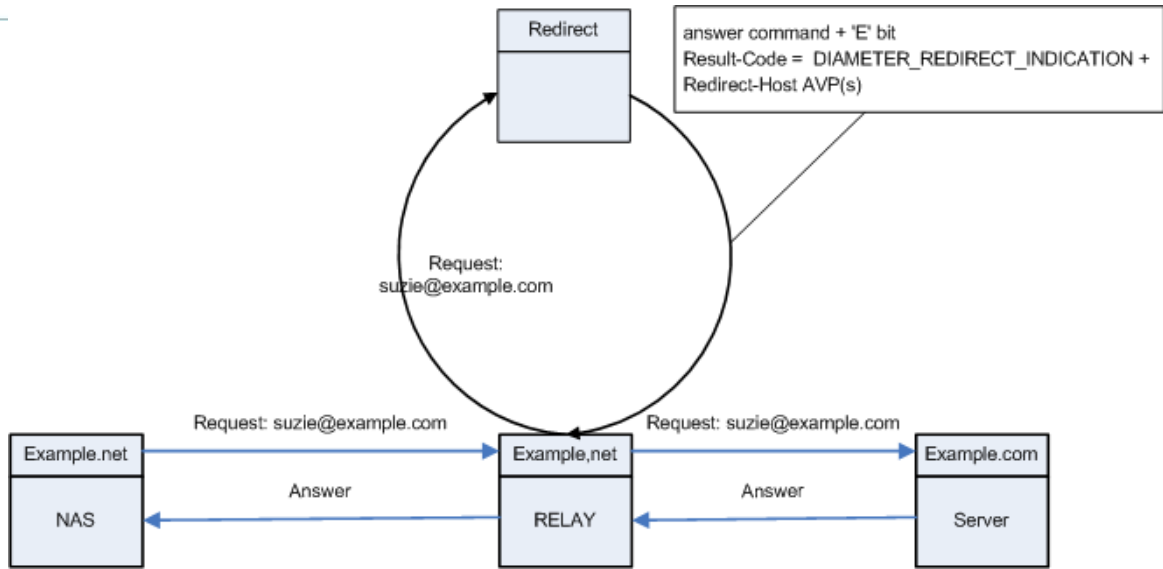 Redirect
answer command + 'E' bit
Result-Code = DIAMETER_REDIRECT_INDICATION +
Redirect-Host AVP(s)
Request:
suzie@example.com
Request: suzie@example.com
Request: suzie@example.com
Example.net
Example,net
Example.com
Answer
Answer
NAS
RELAY
Server